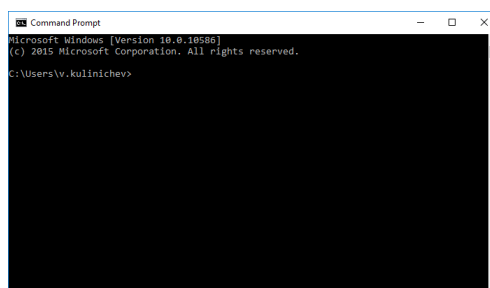 Command Prompt
Microsoft Windows [Version 10.0.10586]
(c) 2015 Microsoft Corporation. All rights reserved.
C:\Users\v.kulinichev>